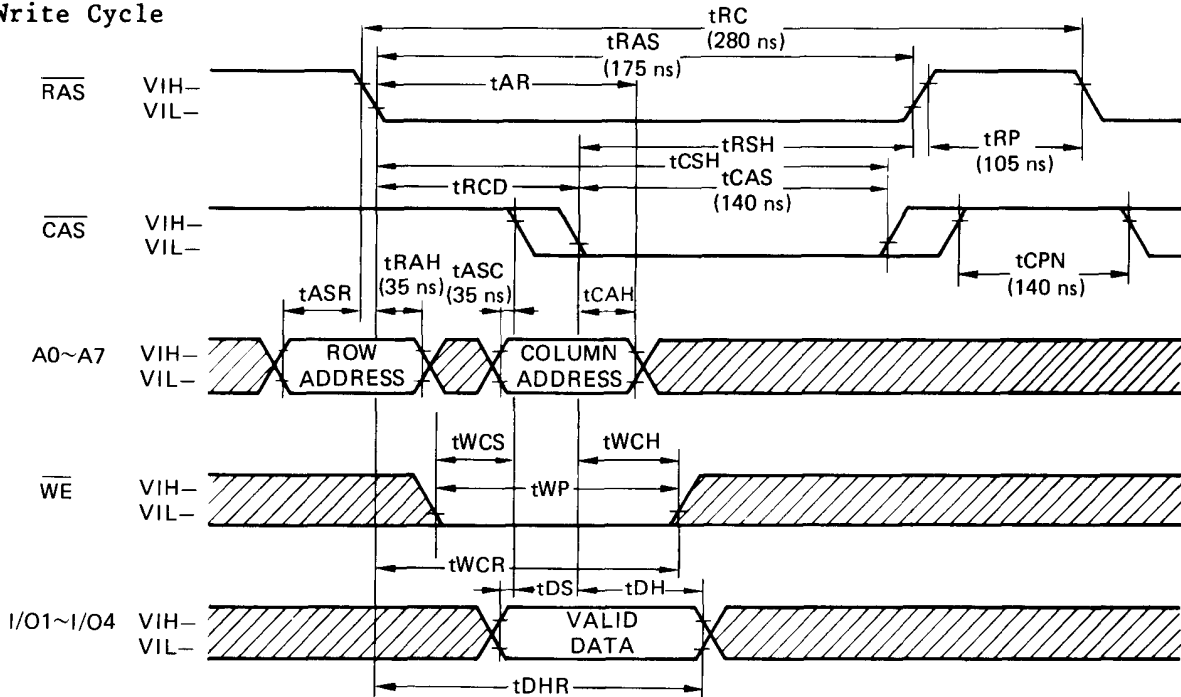 Write Cycle
tRC
(280 ns)
tRAS
(175 ns)
tAR
RAS
VIH–
VIL–
tRSH
tRP
(105 ns)
tCSH
tCAS
(140 ns)
tRCD
CAS
VIH–
VIL–
tCPN
(140 ns)
tRAH
(35 ns)
tASC
(35 ns)
tASR
tCAH
A0~A7
VIH–
VIL–
ROW
ADDRESS
COLUMN
ADDRESS
tWCS
tWCH
tWP
WE
VIH–
VIL–
tWCR
tDS
tDH
I/O1~I/O4
VIH–
VIL–
VALID
DATA
tDHR